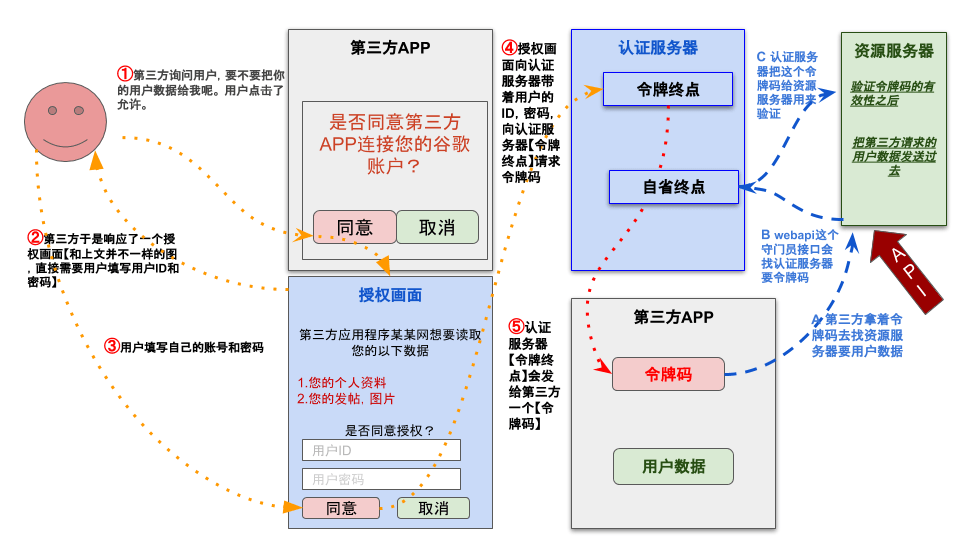 ①第三方询问用户, 要不要把你
的用户数据给我呢。用户点击了
允许。
第三方APP
是否同意第三方
APP连接您的谷歌
账户？
同意
取消
②第三方于是响应了一个授
权画面【和上文并不一样的图
, 直接需要用户填写用户ID和
密码】
③用户填写自己的账号和密码
授权画面
第三方应用程序某某网想要读取
您的以下数据
1.您的个人资料
2.您的发帖, 图片
是否同意授权？
用户ID
用户密码
同意
取消
④授权画
面向认证
服务器带
着用户的
ID, 密码,
向认证服
务器【令牌
终点】请求
令牌码
认证服务器
令牌终点
自省终点
⑤认证
服务器
【令牌终
点】会发
给第三方
一个【令
牌码】
第三方APP
令牌码
用户数据
A 第三方拿着令
牌码去找资源服
务器要用户数据
B webapi这个
守门员接口会
找认证服务器
要令牌码
C 认证服务
器把这个令
牌码给资源
服务器用来
验证
资源服务器
验证令牌码的有
效性之后
把第三方请求的
用户数据发送过
去
API